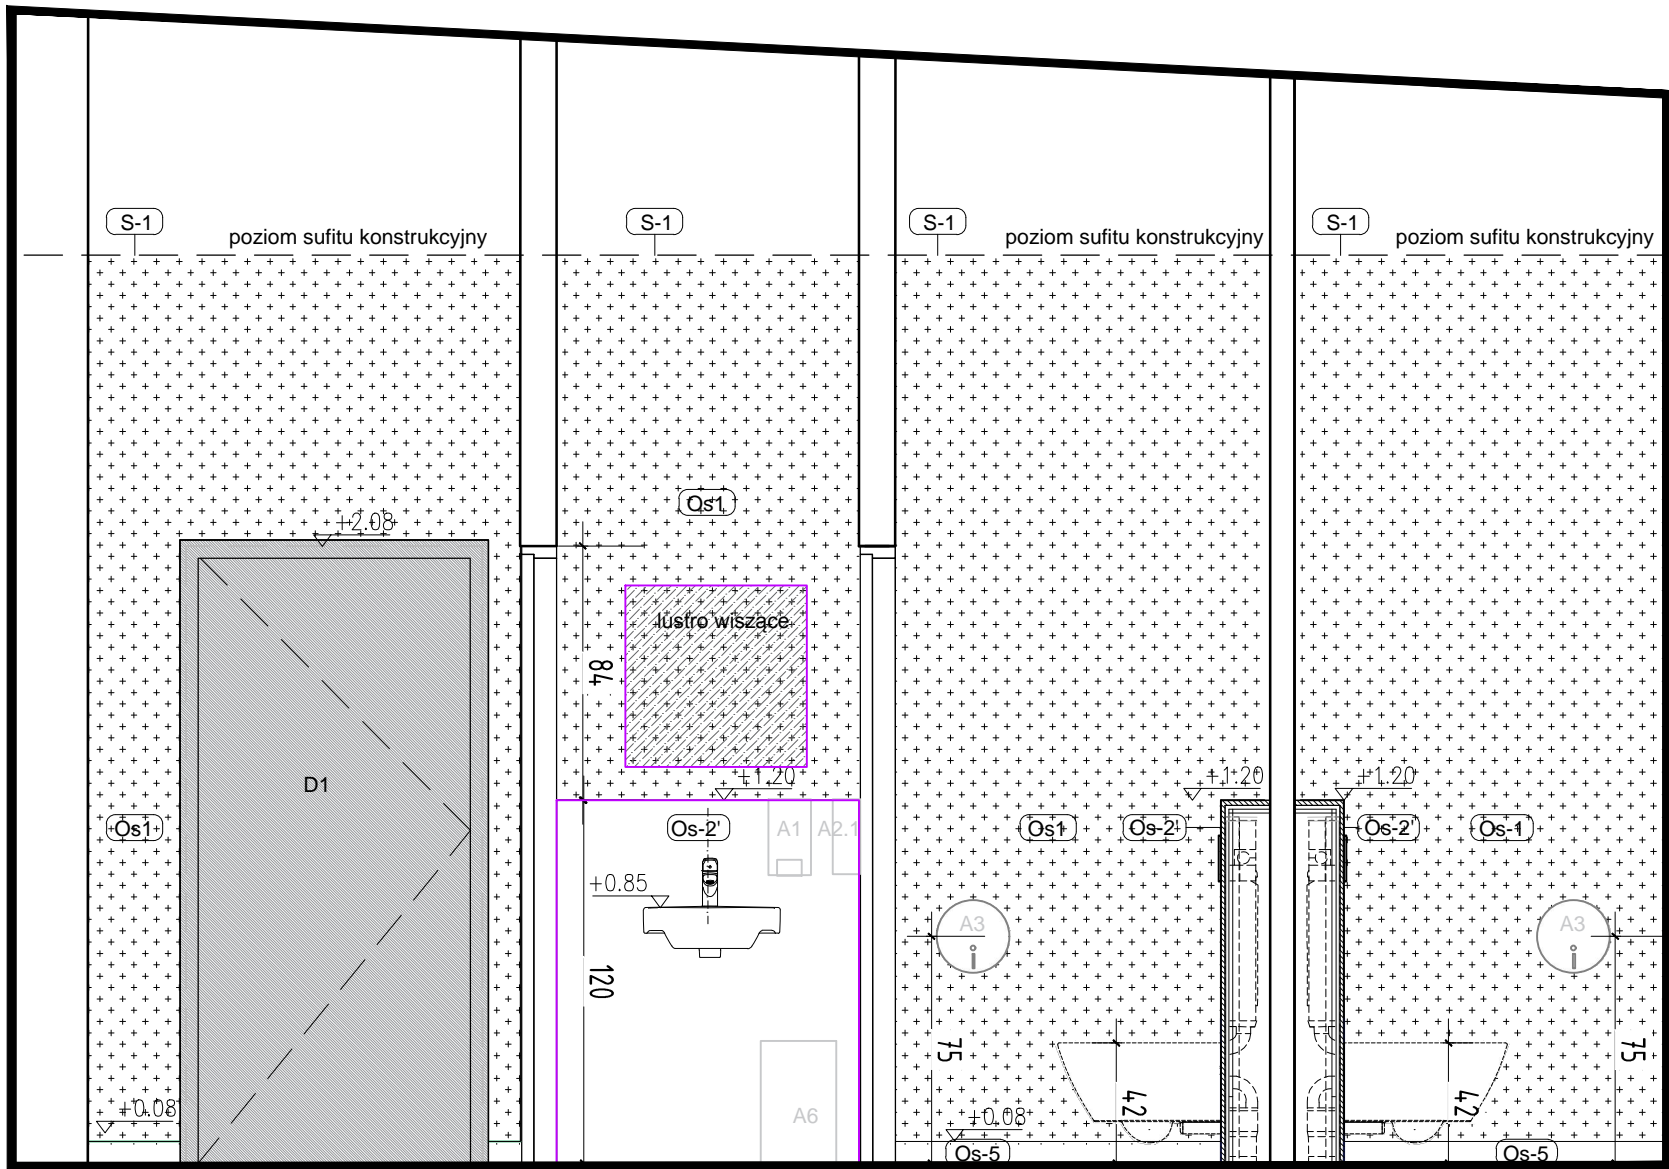 S-1
S-1
S-1
S-1
poziom sufitu konstrukcyjny
poziom sufitu konstrukcyjny
poziom sufitu konstrukcyjny
Os1
+2.08
lustro wiszące
84
D1
+1.20
+1.20
+1.20
Os1
Os-2'
A1
A2.1
Os1
Os-2'
Os-2'
Os-1
+0.85
A3
i
A3
i
120
75
75
42
42
+0.08
A6
+0.08
Os-5
Os-5